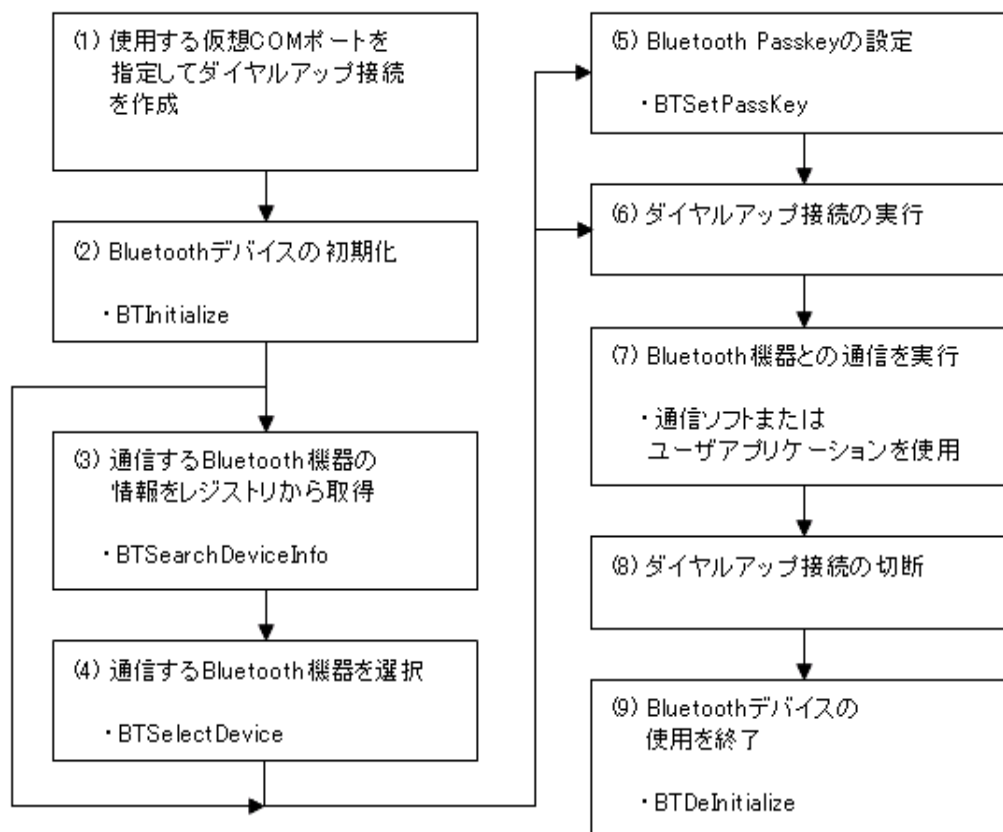 (1) 使用する仮想COMポートを
指定してダイヤルアップ接続
を作成
(2) Bluetoothデバイスの初期化
・BTInitialize
(3) 通信するBluetooth機器の
情報をレジストリから取得
・BTSearchDeviceInfo
(4) 通信するBluetooth機器を選択
・BTSelectDevice
(5) Bluetooth Passkeyの設定
・BTSetPassKey
(6) ダイヤルアップ接続の実行
(7) Bluetooth機器との通信を実行
・通信ソフトまたは
ユーザアプリケーションを使用
(8) ダイヤルアップ接続の切断
(9) Bluetoothデバイスの
使用を終了
・BTDeInitialize